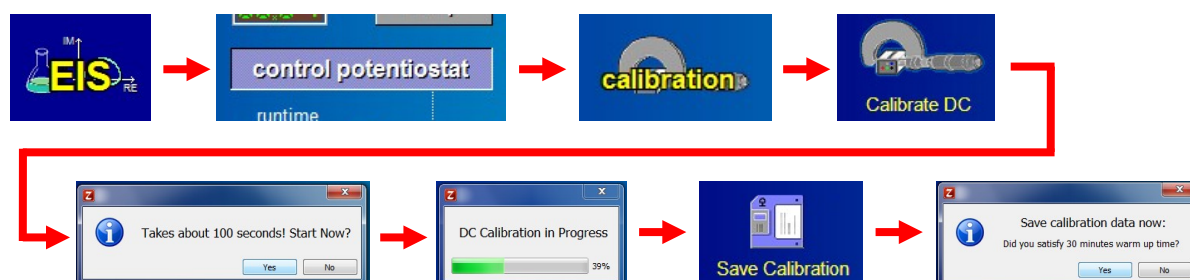 IM
EIS
RE
control potentiostat
runtime
calibration
Calibrate DC
Z
X
Takes about 100 seconds! Start Now?
Yes
No
Z
X
DC Calibration in Progress
39%
Save Calibration
Z
X
Save calibration data now:
Did you satisfy 30 minutes warm up time?
Yes
No